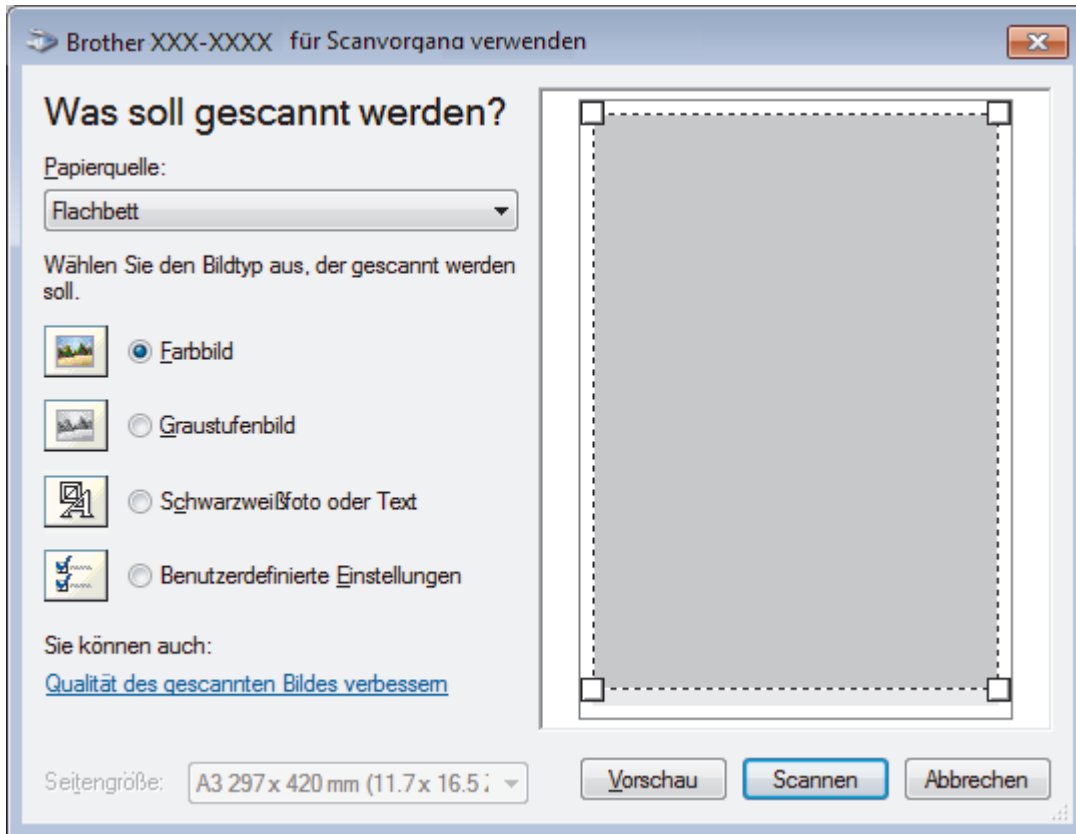 Brother XXX-XXXX für Scanvorgang verwenden
Was soll gescannt werden?
Papierquelle:
Flachbett
Wählen Sie den Bildtyp aus, der gescannt werden
soll.
Farbbild
Graustufenbild
Schwarzweißfoto oder Text
Benutzerdefinierte Einstellungen
Sie können auch:
Qualität des gescannten Bildes verbessern
Seitengröße: A3 297 x 420 mm (11.7 x 16.5
Vorschau Scannen Abbrechen